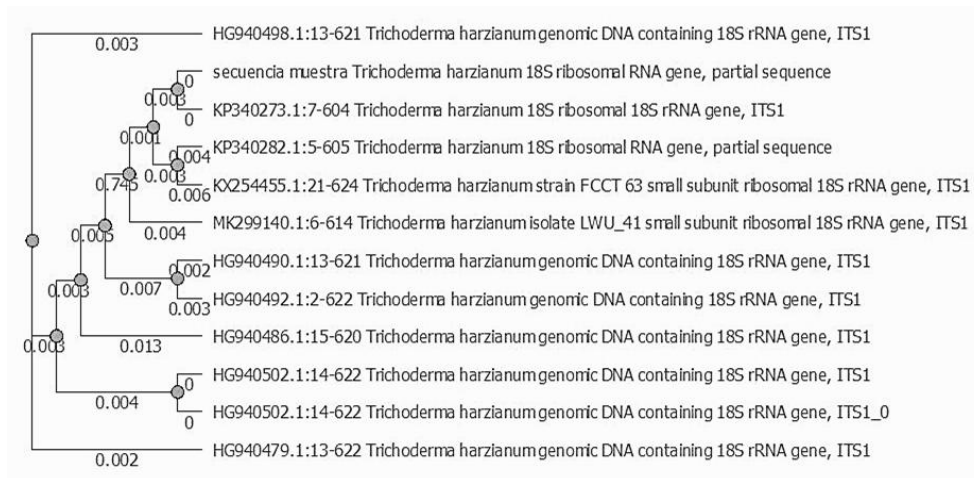 HG940498.1:13-621 Trichoderma harzianum genomic DNA containing 18S rRNA gene, ITS1
0.003
0
secuencia muestra Trichoderma harzianum 18S ribosomal RNA gene, partial sequence
0.003
KP340273.1:7-604 Trichoderma harzianum 18S ribosomal 18S rRNA gene, ITS1
0
0.001
KP340282.1:5-605 Trichoderma harzianum 18S ribosomal RNA gene, partial sequence
0.004
0.003
KX254455.1:21-624 Trichoderma harzianum strain FCCT 63 small subunit ribosomal 18S rRNA gene, ITS1
0.745
0.006
MK299140.1:6-614 Trichoderma harzianum isolate LWU_41 small subunit ribosomal 18S rRNA gene, ITS1
0.005
0.004
HG940490.1:13-621 Trichoderma harzianum genomic DNA containing 18S rRNA gene, ITS1
0.002
0.003
0.007
HG940492.1:2-622 Trichoderma harzianum genomic DNA containing 18S rRNA gene, ITS1
0.003
HG940486.1:15-620 Trichoderma harzianum genomic DNA containing 18S rRNA gene, ITS1
0.003
0.013
HG940502.1:14-622 Trichoderma harzianum genomic DNA containing 18S rRNA gene, ITS1
0
0.004
HG940502.1:14-622 Trichoderma harzianum genomic DNA containing 18S rRNA gene, ITS1_0
0
HG940479.1:13-622 Trichoderma harzianum genomic DNA containing 18S rRNA gene, ITS1
0.002